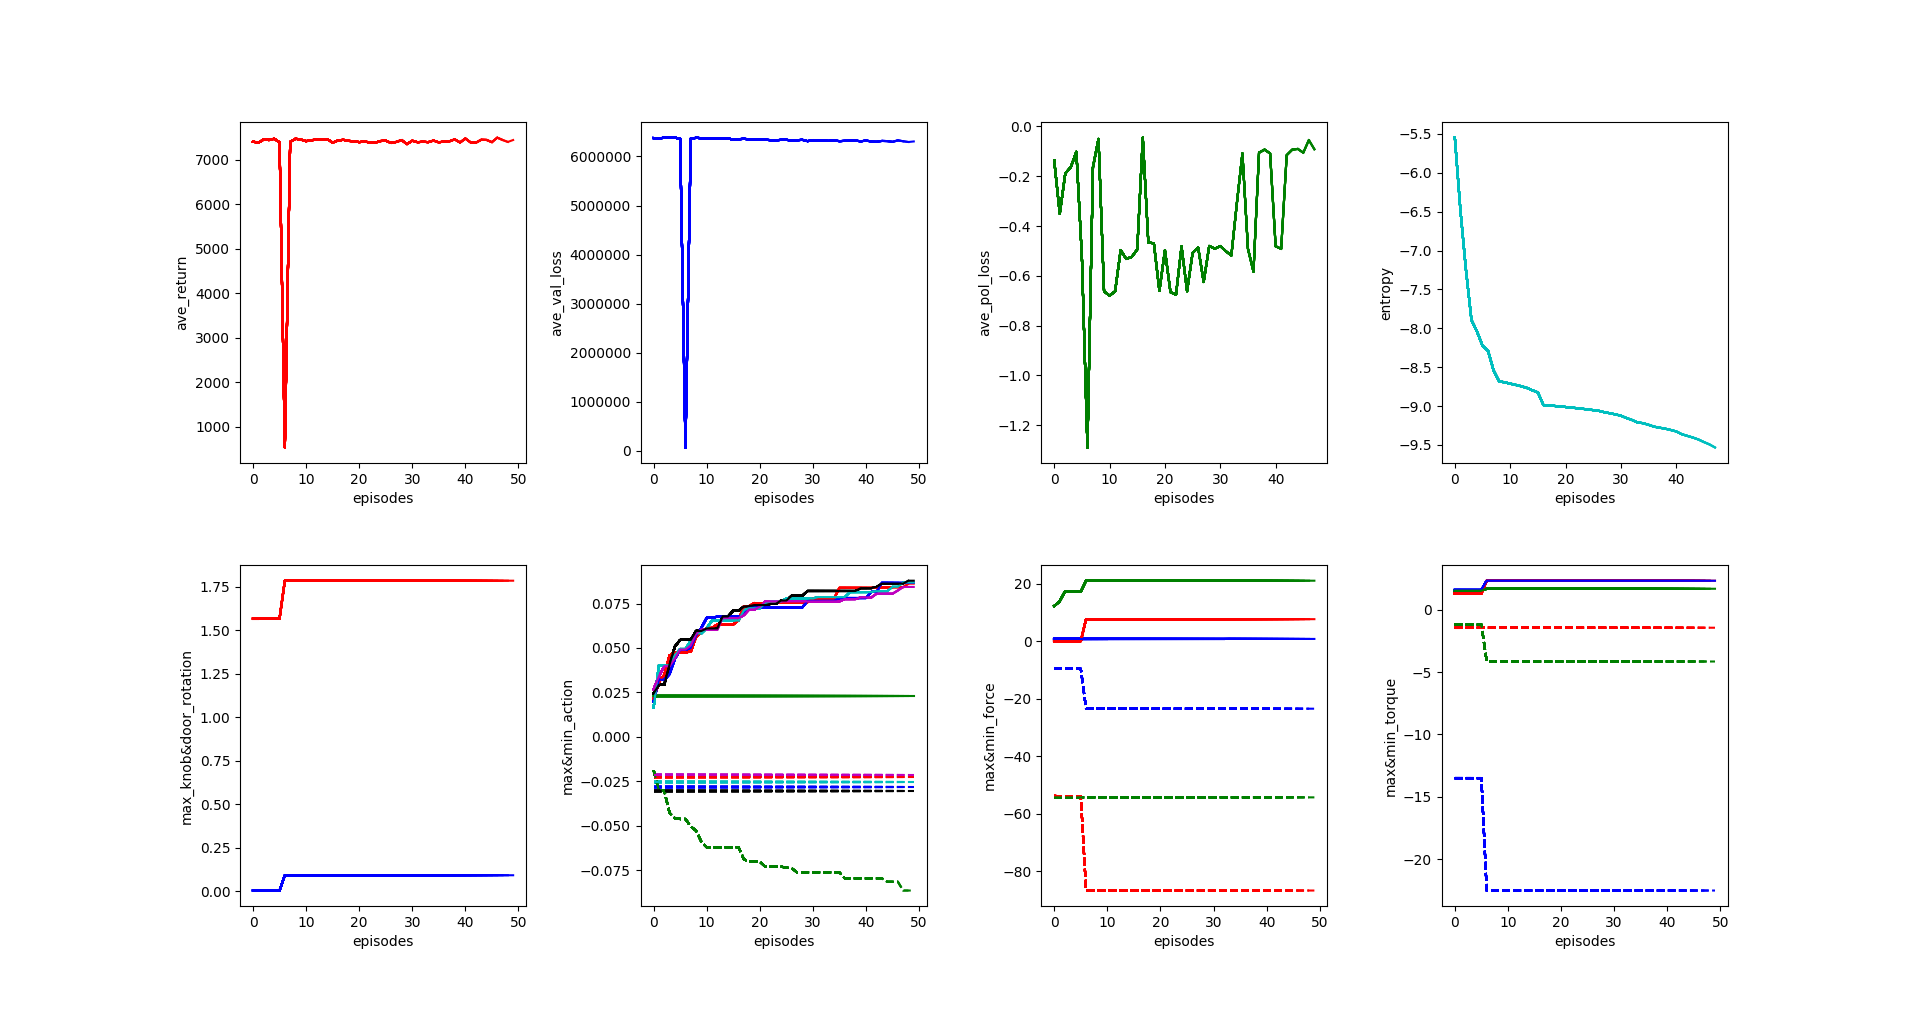 ave_return
7000
6000
5000
4000
3000
2000
1000
0 10 20 30 40 50
episodes
ave_val_loss
6000000
5000000
4000000
3000000
2000000
1000000
0
0 10 20 30 40 50
episodes
ave_pol_loss
0.0
−0.2
−0.4
−0.6
−0.8
−1.0
−1.2
0 10 20 30 40
episodes
entropy
−5.5
−6.0
−6.5
−7.0
−7.5
−8.0
−8.5
−9.0
−9.5
0 10 20 30 40
episodes
max_knob&door_rotation
1.75
1.50
1.25
1.00
0.75
0.50
0.25
0.00
0 10 20 30 40 50
episodes
max&min_action
0.075
0.050
0.025
0.000
−0.025
−0.050
−0.075
0 10 20 30 40 50
episodes
max&min_force
20
0
−20
−40
−60
−80
0 10 20 30 40 50
episodes
max&min_torque
0
−5
−10
−15
−20
0 10 20 30 40 50
episodes